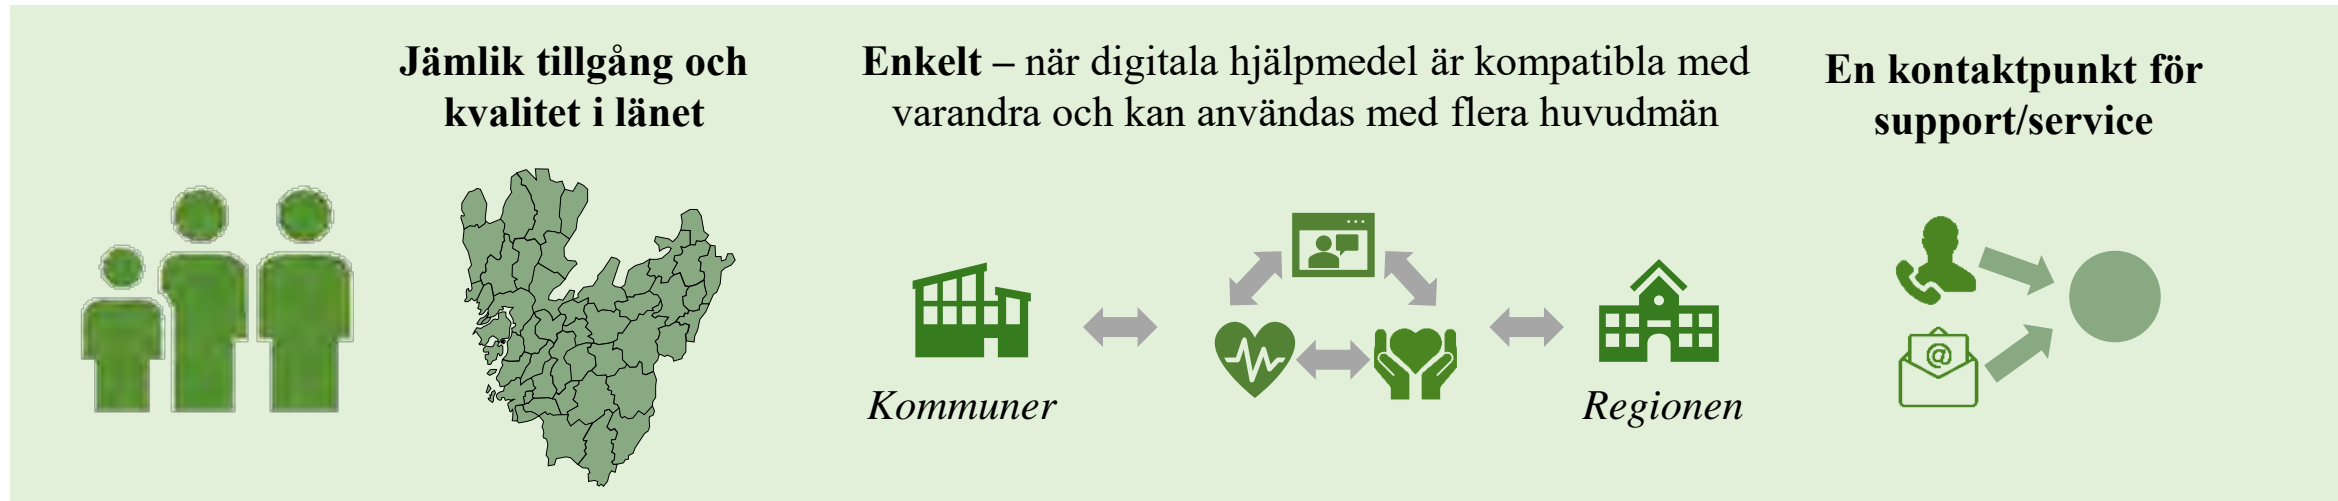 Jämlik tillgång och
kvalitet i länet
Enkelt – när digitala hjälpmedel är kompatibla med
varandra och kan användas med flera huvudmän
En kontaktpunkt för
support/service
@
Kommuner
Regionen